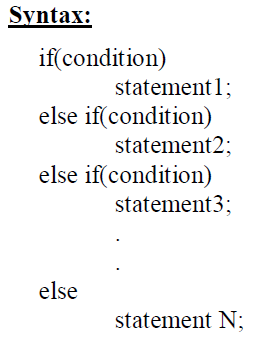 Syntax:
if(condition)
statement1;
else if(condition)
statement2;
else if(condition)
statement3;
.
.
else
statement N;